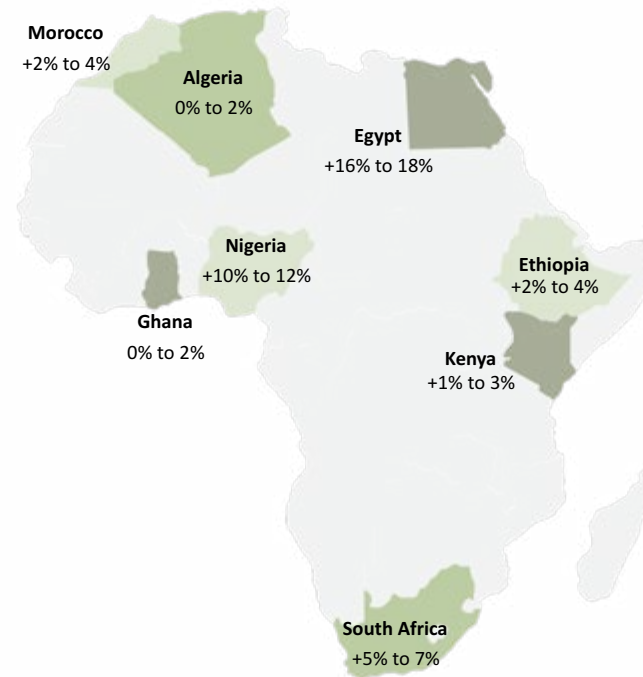 Morocco
+2% to 4%
Algeria
0% to 2%
Egypt
+16% to 18%
Nigeria
+10% to 12%
Ethiopia
+2% to 4%
Ghana
0% to 2%
Kenya
+1% to 3%
South Africa
+5% to 7%